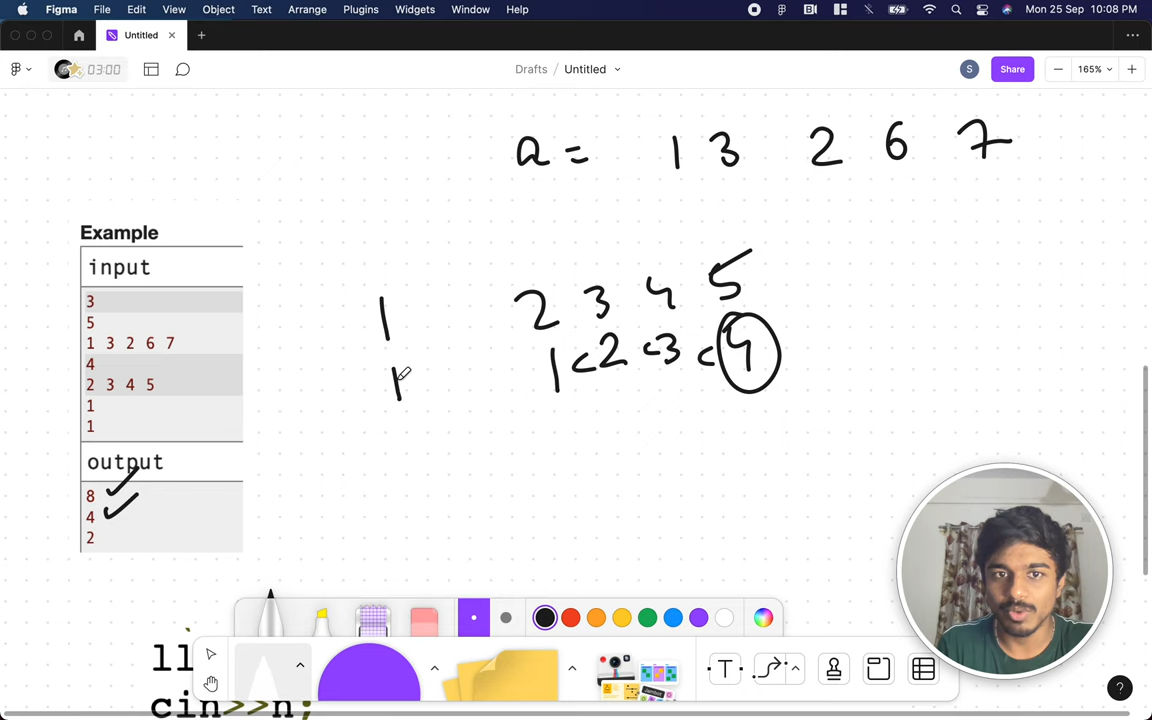 Figma File Edit View Object Text Arrange Plugins Widgets Window Help Mon 25 Sep 10:08 PM
Untitled
03:00 Drafts / Untitled S Share 165%
a = 1 3 2 6 7
Example
input
3
5
1 3 2 6 7
4
2 3 4 5
1
1
output
8
4
2
1 2 3 4 5
1 1 < 2 < 3 < 4
T
ll
cin>>n;
?